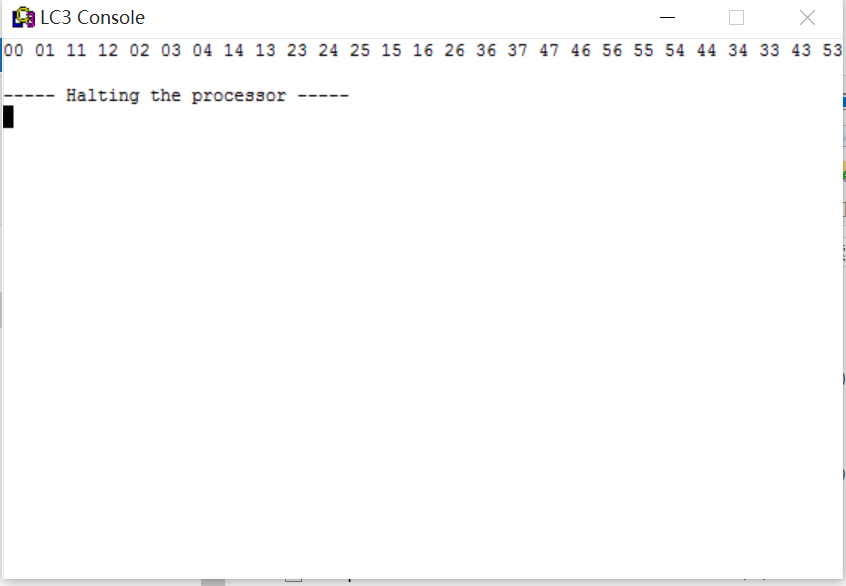 LC3 Console
00 01 11 12 02 03 04 14 13 23 24 25 15 16 26 36 37 47 46 56 55 54 44 34 33 43 53
----- Halting the processor -----